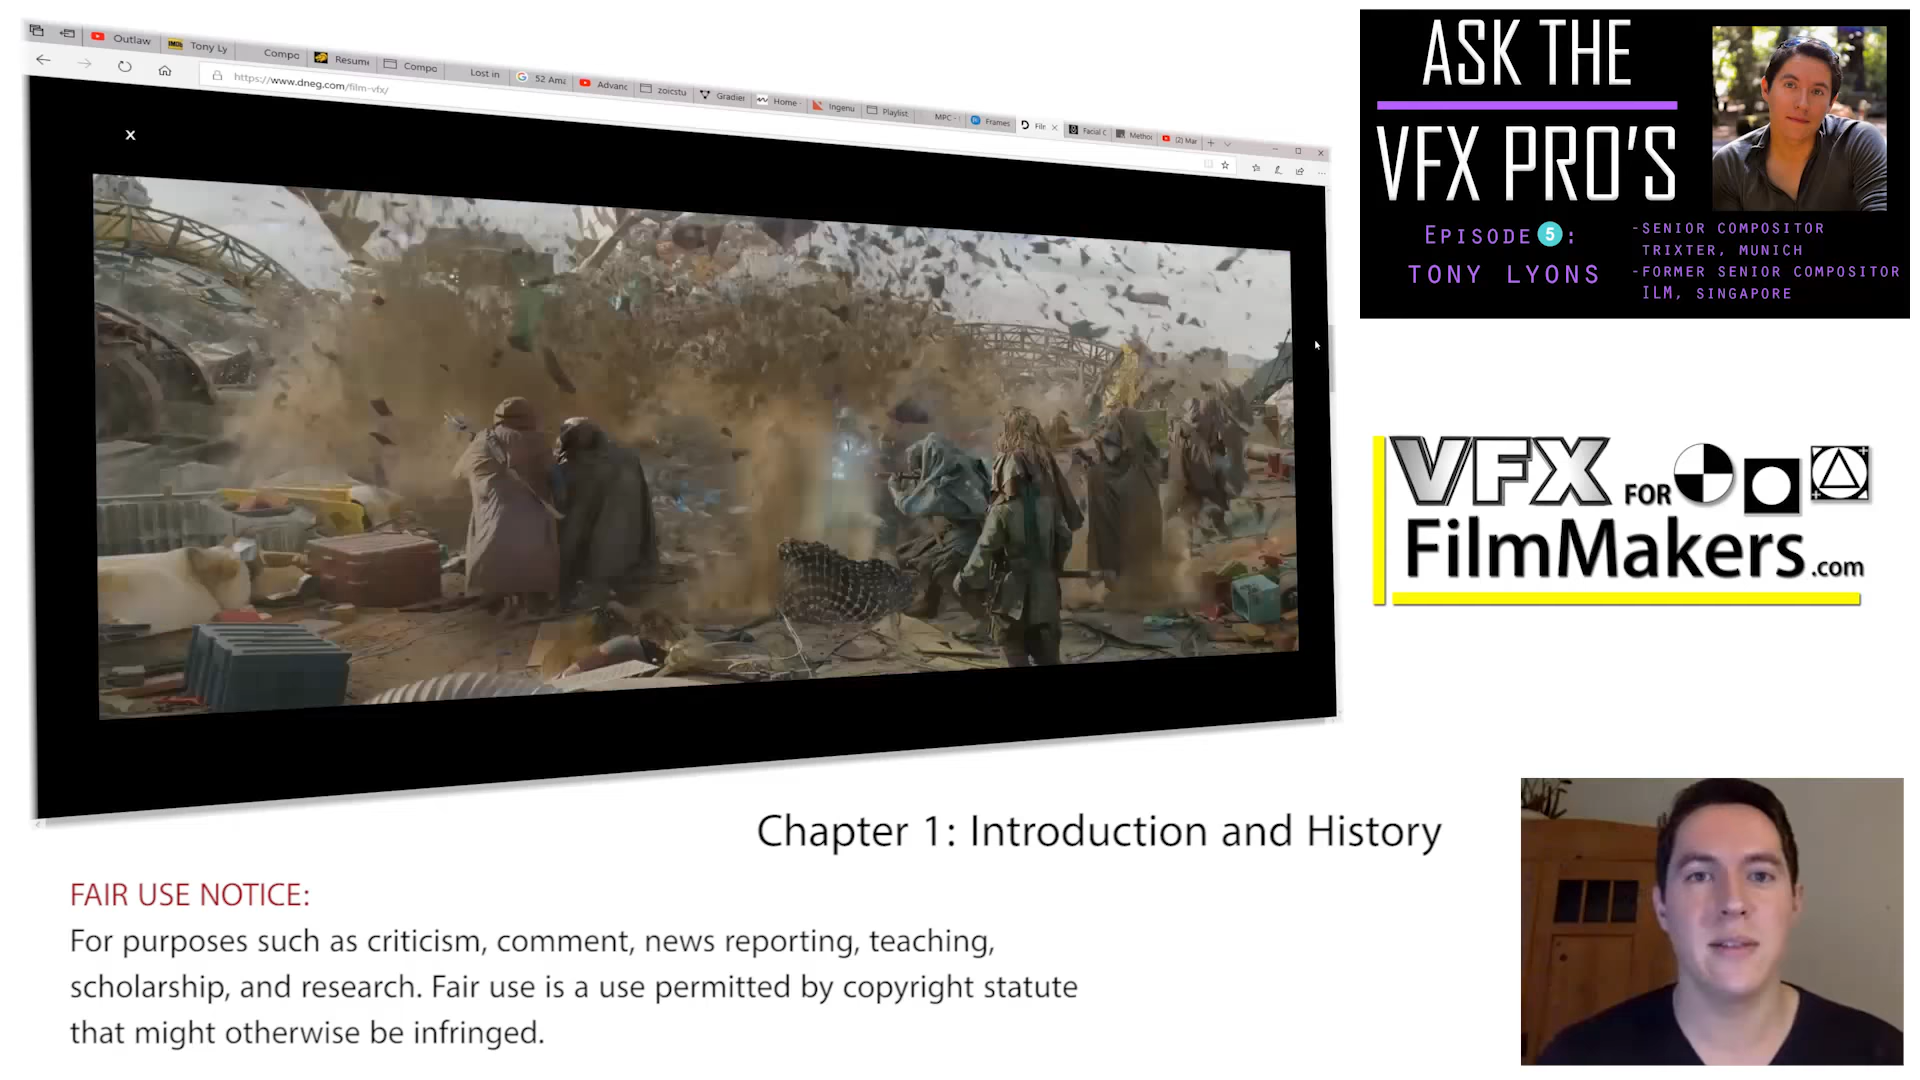 Outlaw
Tony Ly
Compo
Resume
Compo
Lost in
52 Ama
Advanc
zoicstu
Gradier
Home -
Ingenu
Playlist
MPC -
Frames
Film
Facial C
Method
(2) Mar
https://www.dneg.com/film-vfx/
ASK THE
VFX PRO'S
EPISODE 5:
TONY LYONS
-SENIOR COMPOSITOR
TRIXTER, MUNICH
-FORMER SENIOR COMPOSITOR
ILM, SINGAPORE
VFX FOR
FilmMakers.com
Chapter 1: Introduction and History
FAIR USE NOTICE:
For purposes such as criticism, comment, news reporting, teaching,
scholarship, and research. Fair use is a use permitted by copyright statute
that might otherwise be infringed.